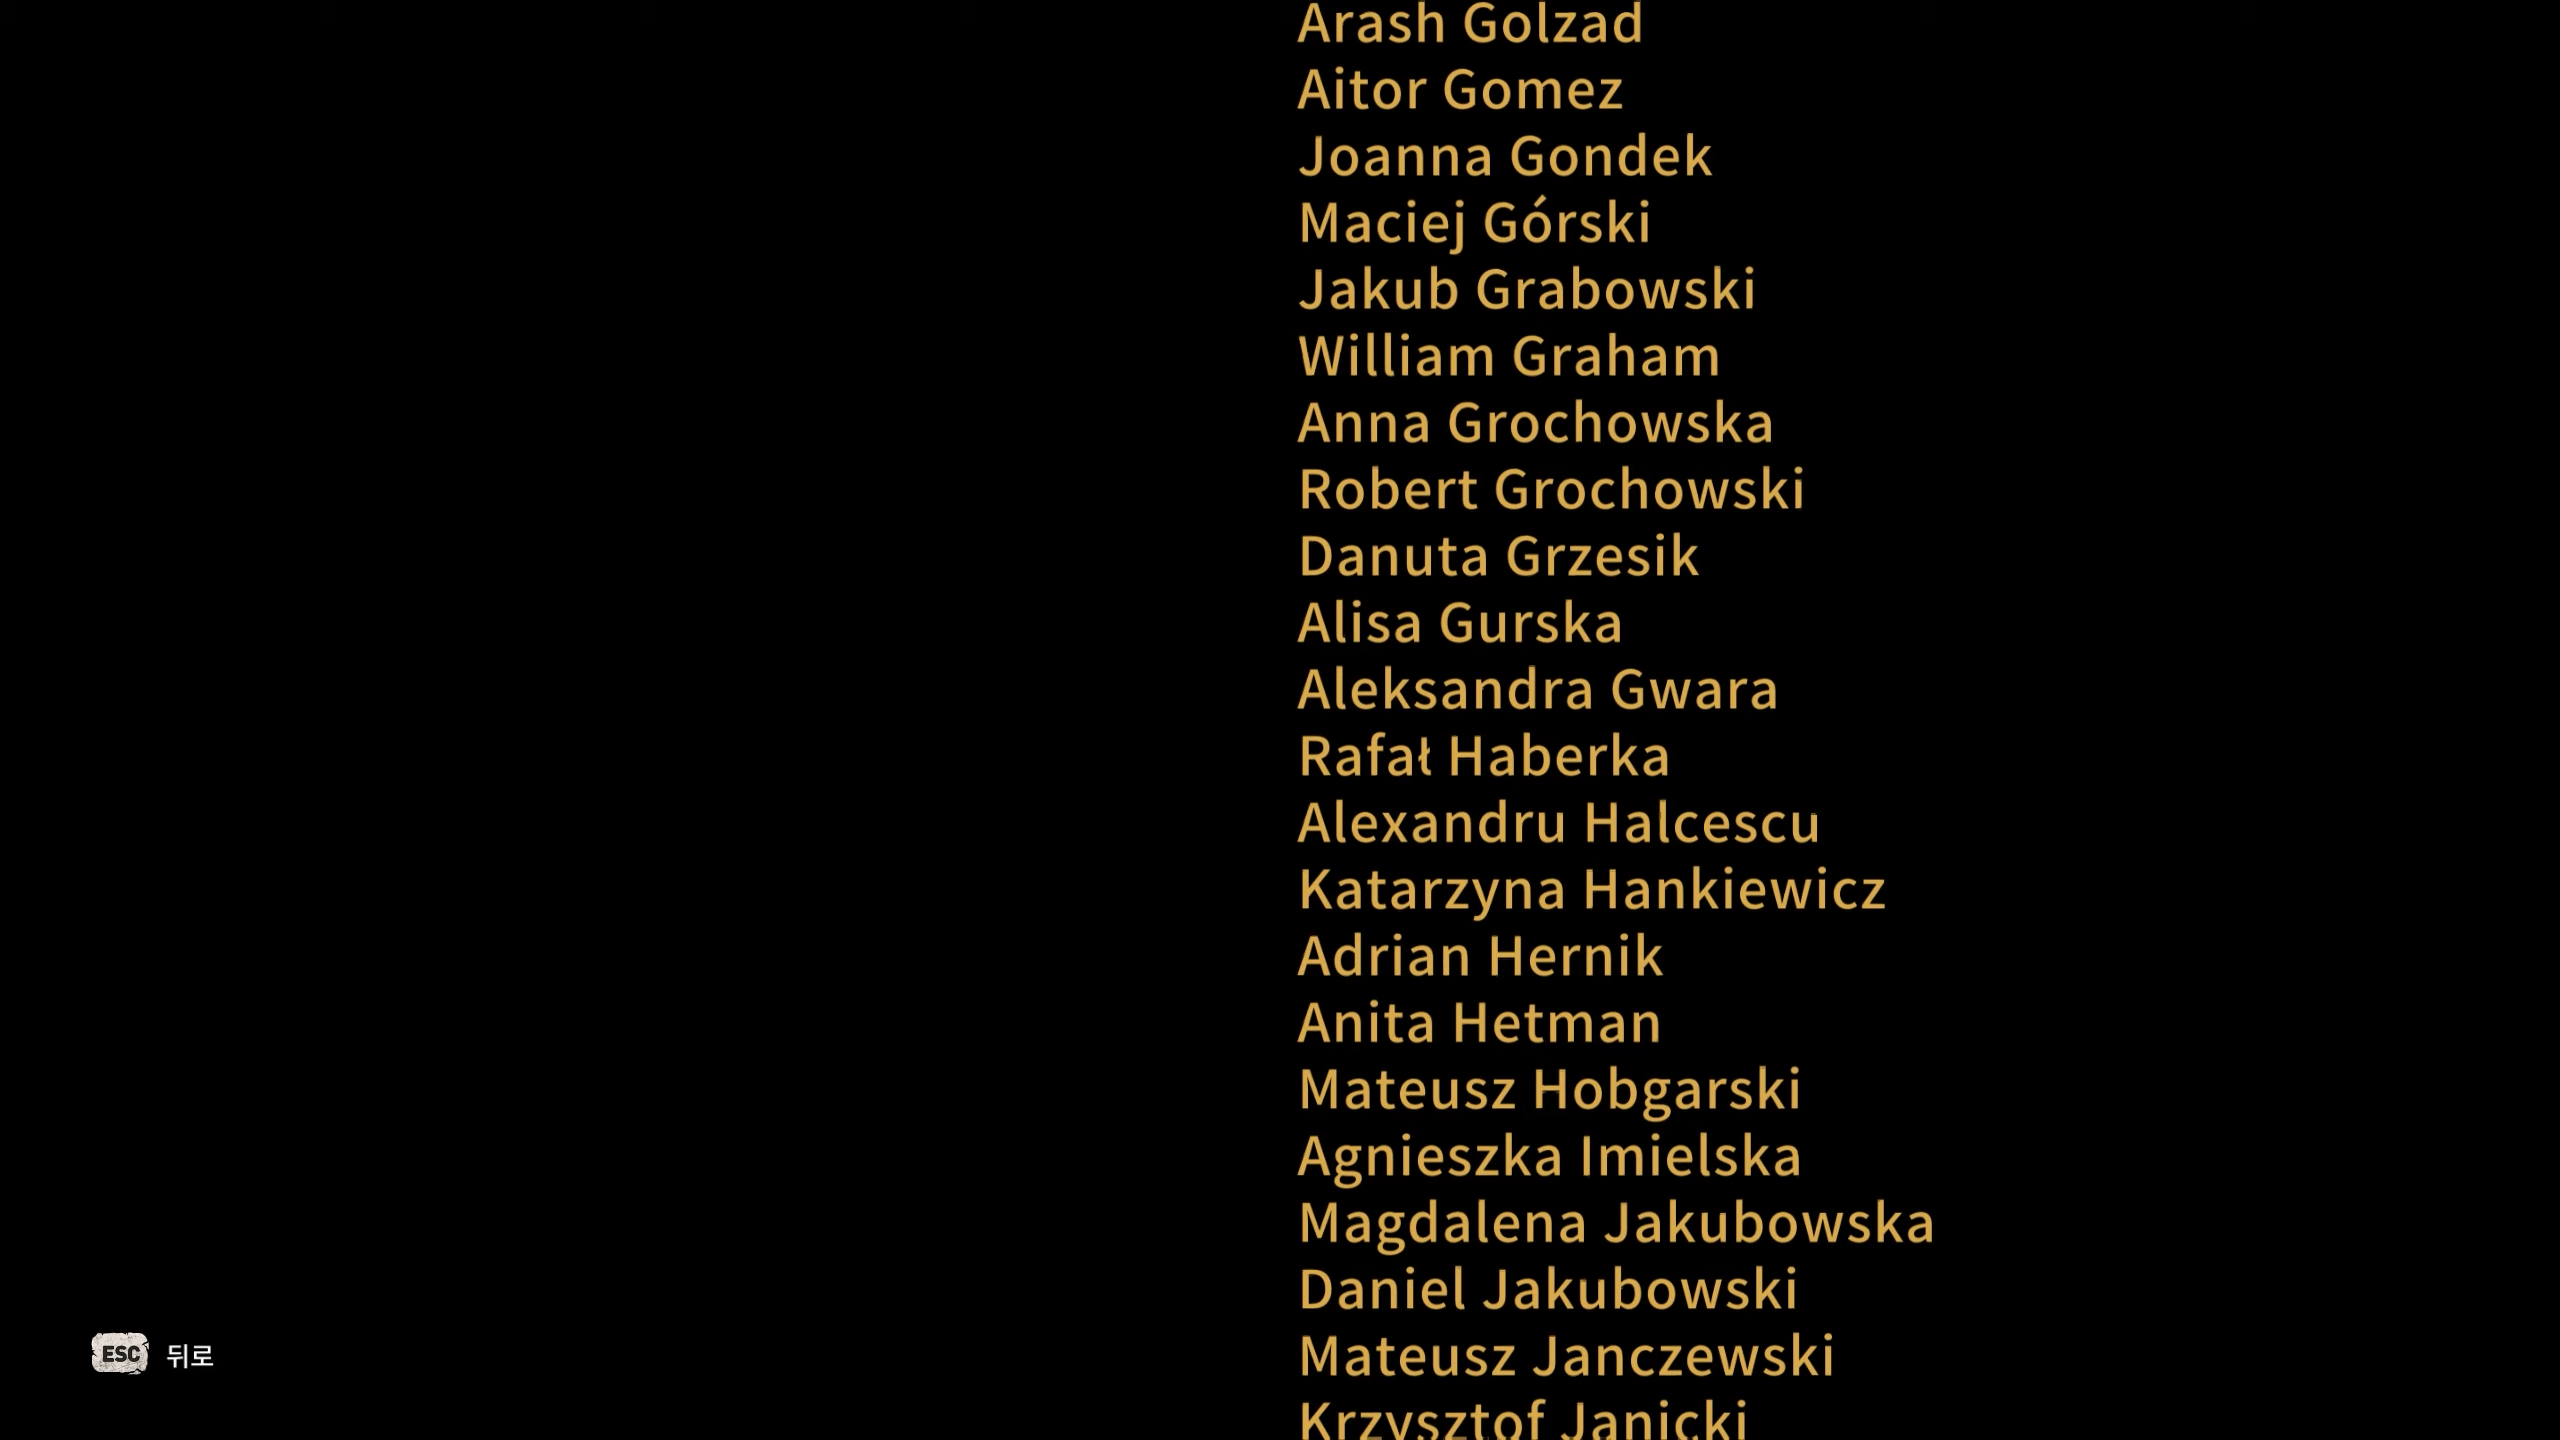 Arash Golzad
Aitor Gomez
Joanna Gondek
Maciej Górski
Jakub Grabowski
William Graham
Anna Grochowska
Robert Grochowski
Danuta Grzesik
Alisa Gurska
Aleksandra Gwara
Rafał Haberka
Alexandru Halcescu
Katarzyna Hankiewicz
Adrian Hernik
Anita Hetman
Mateusz Hobgarski
Agnieszka Imielska
Magdalena Jakubowska
Daniel Jakubowski
Mateusz Janczewski
Krzysztof Janicki
ESC 뒤로